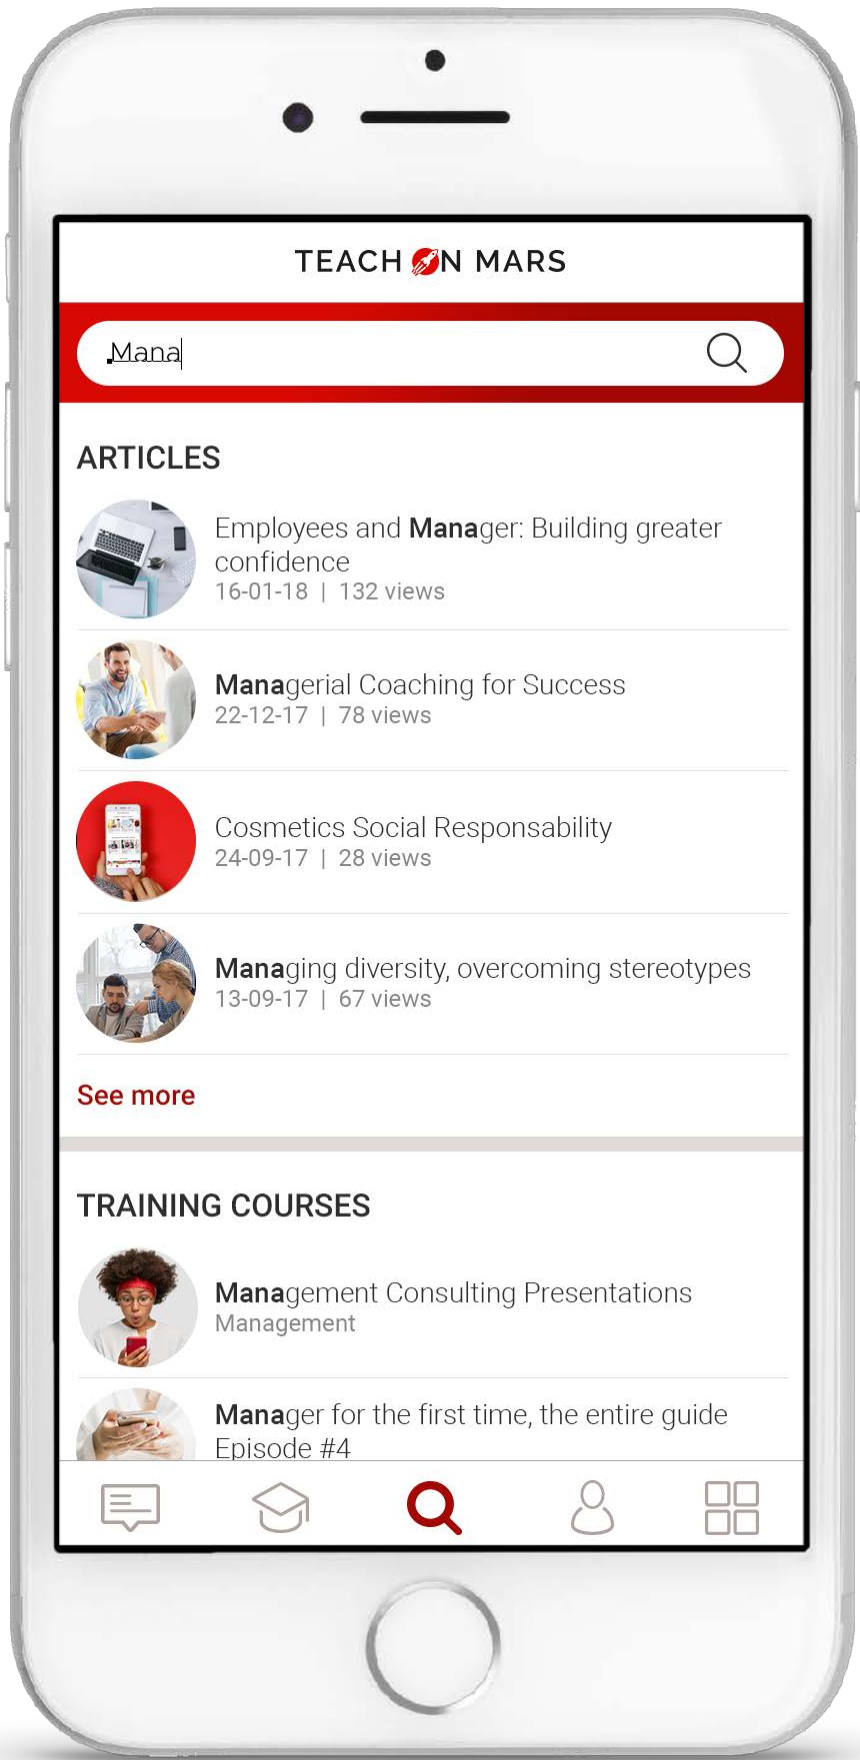 TEACH ON MARS
Mana
ARTICLES
Employees and Manager: Building greater
confidence
16-01-18 | 132 views
Managerial Coaching for Success
22-12-17 | 78 views
Cosmetics Social Responsability
24-09-17 | 28 views
Managing diversity, overcoming stereotypes
13-09-17 | 67 views
See more
TRAINING COURSES
Management Consulting Presentations
Management
Manager for the first time, the entire guide
Episode #4